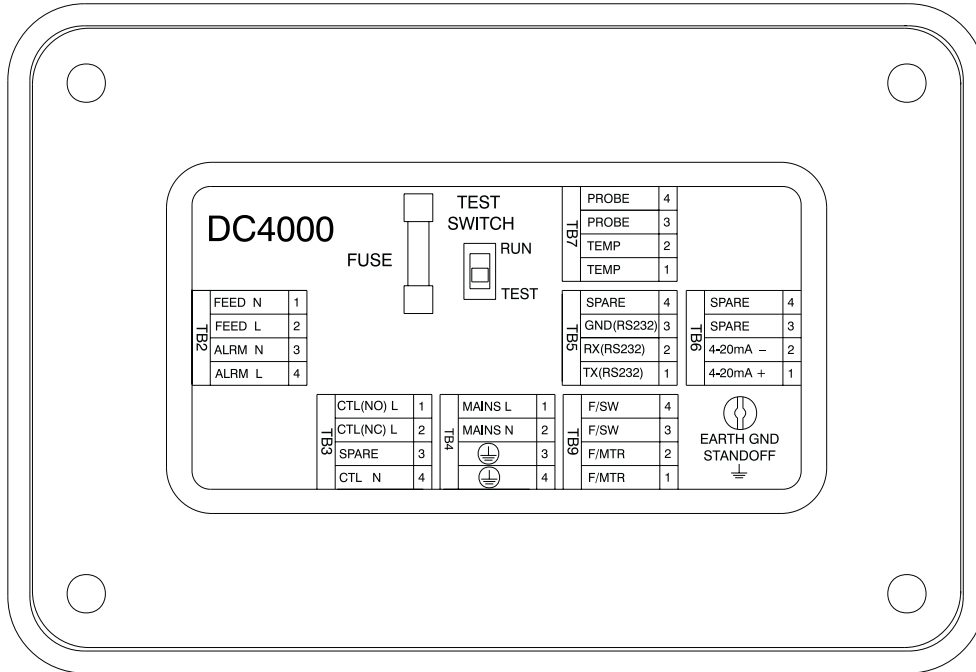 DC4000
FUSE
TEST
SWITCH
RUN
TEST
TB7
PROBE 4
PROBE 3
TEMP 2
TEMP 1
TB2
FEED N 1
FEED L 2
ALRM N 3
ALRM L 4
TB5
SPARE 4
GND(RS232) 3
RX(RS232) 2
TX(RS232) 1
TB6
SPARE 4
SPARE 3
4-20mA – 2
4-20mA + 1
TB3
CTL(NO) L 1
CTL(NC) L 2
SPARE 3
CTL N 4
TB4
MAINS L 1
MAINS N 2
3
4
TB9
F/SW 4
F/SW 3
F/MTR 2
F/MTR 1
EARTH GND
STANDOFF